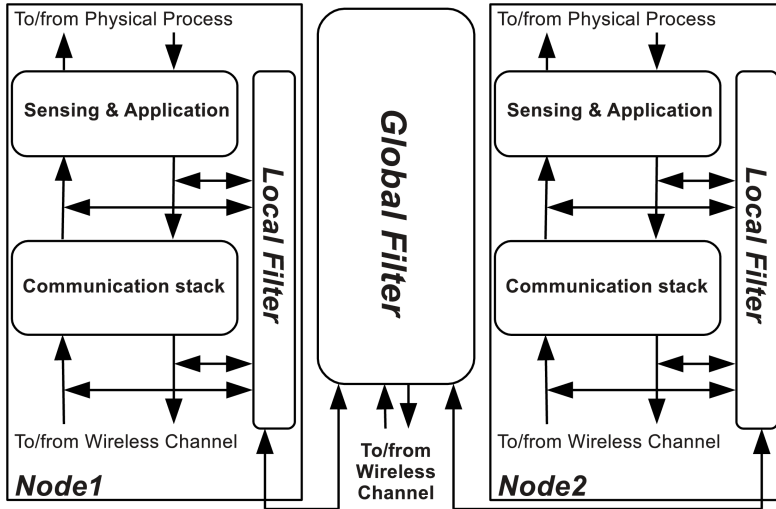 To/from Physical Process
Sensing & Application
Local Filter
Communication stack
To/from Wireless Channel
Node1
Global Filter
To/from
Wireless
Channel
To/from Physical Process
Sensing & Application
Local Filter
Communication stack
To/from Wireless Channel
Node2